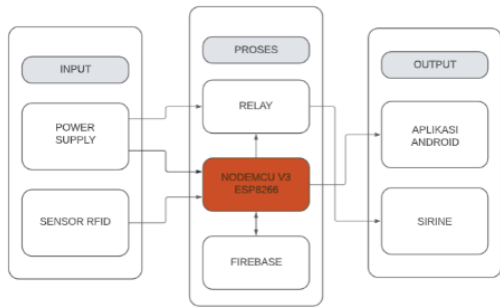 INPUT
POWER
SUPPLY
SENSOR RFID
PROSES
RELAY
NODEMCU V3
ESP8266
FIREBASE
OUTPUT
APLIKASI
ANDROID
SIRINE